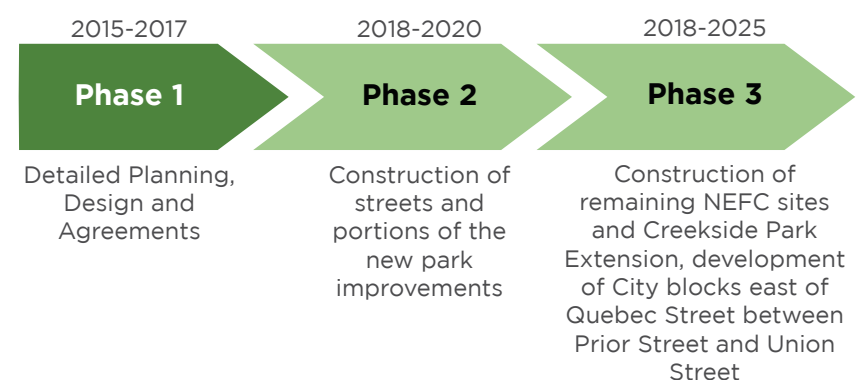 2015-2017
Phase 1
Detailed Planning,
Design and
Agreements
2018-2020
Phase 2
Construction of
streets and
portions of the
new park
improvements
2018-2025
Phase 3
Construction of
remaining NEFC sites
and Creekside Park
Extension, development
of City blocks east of
Quebec Street between
Prior Street and Union
Street